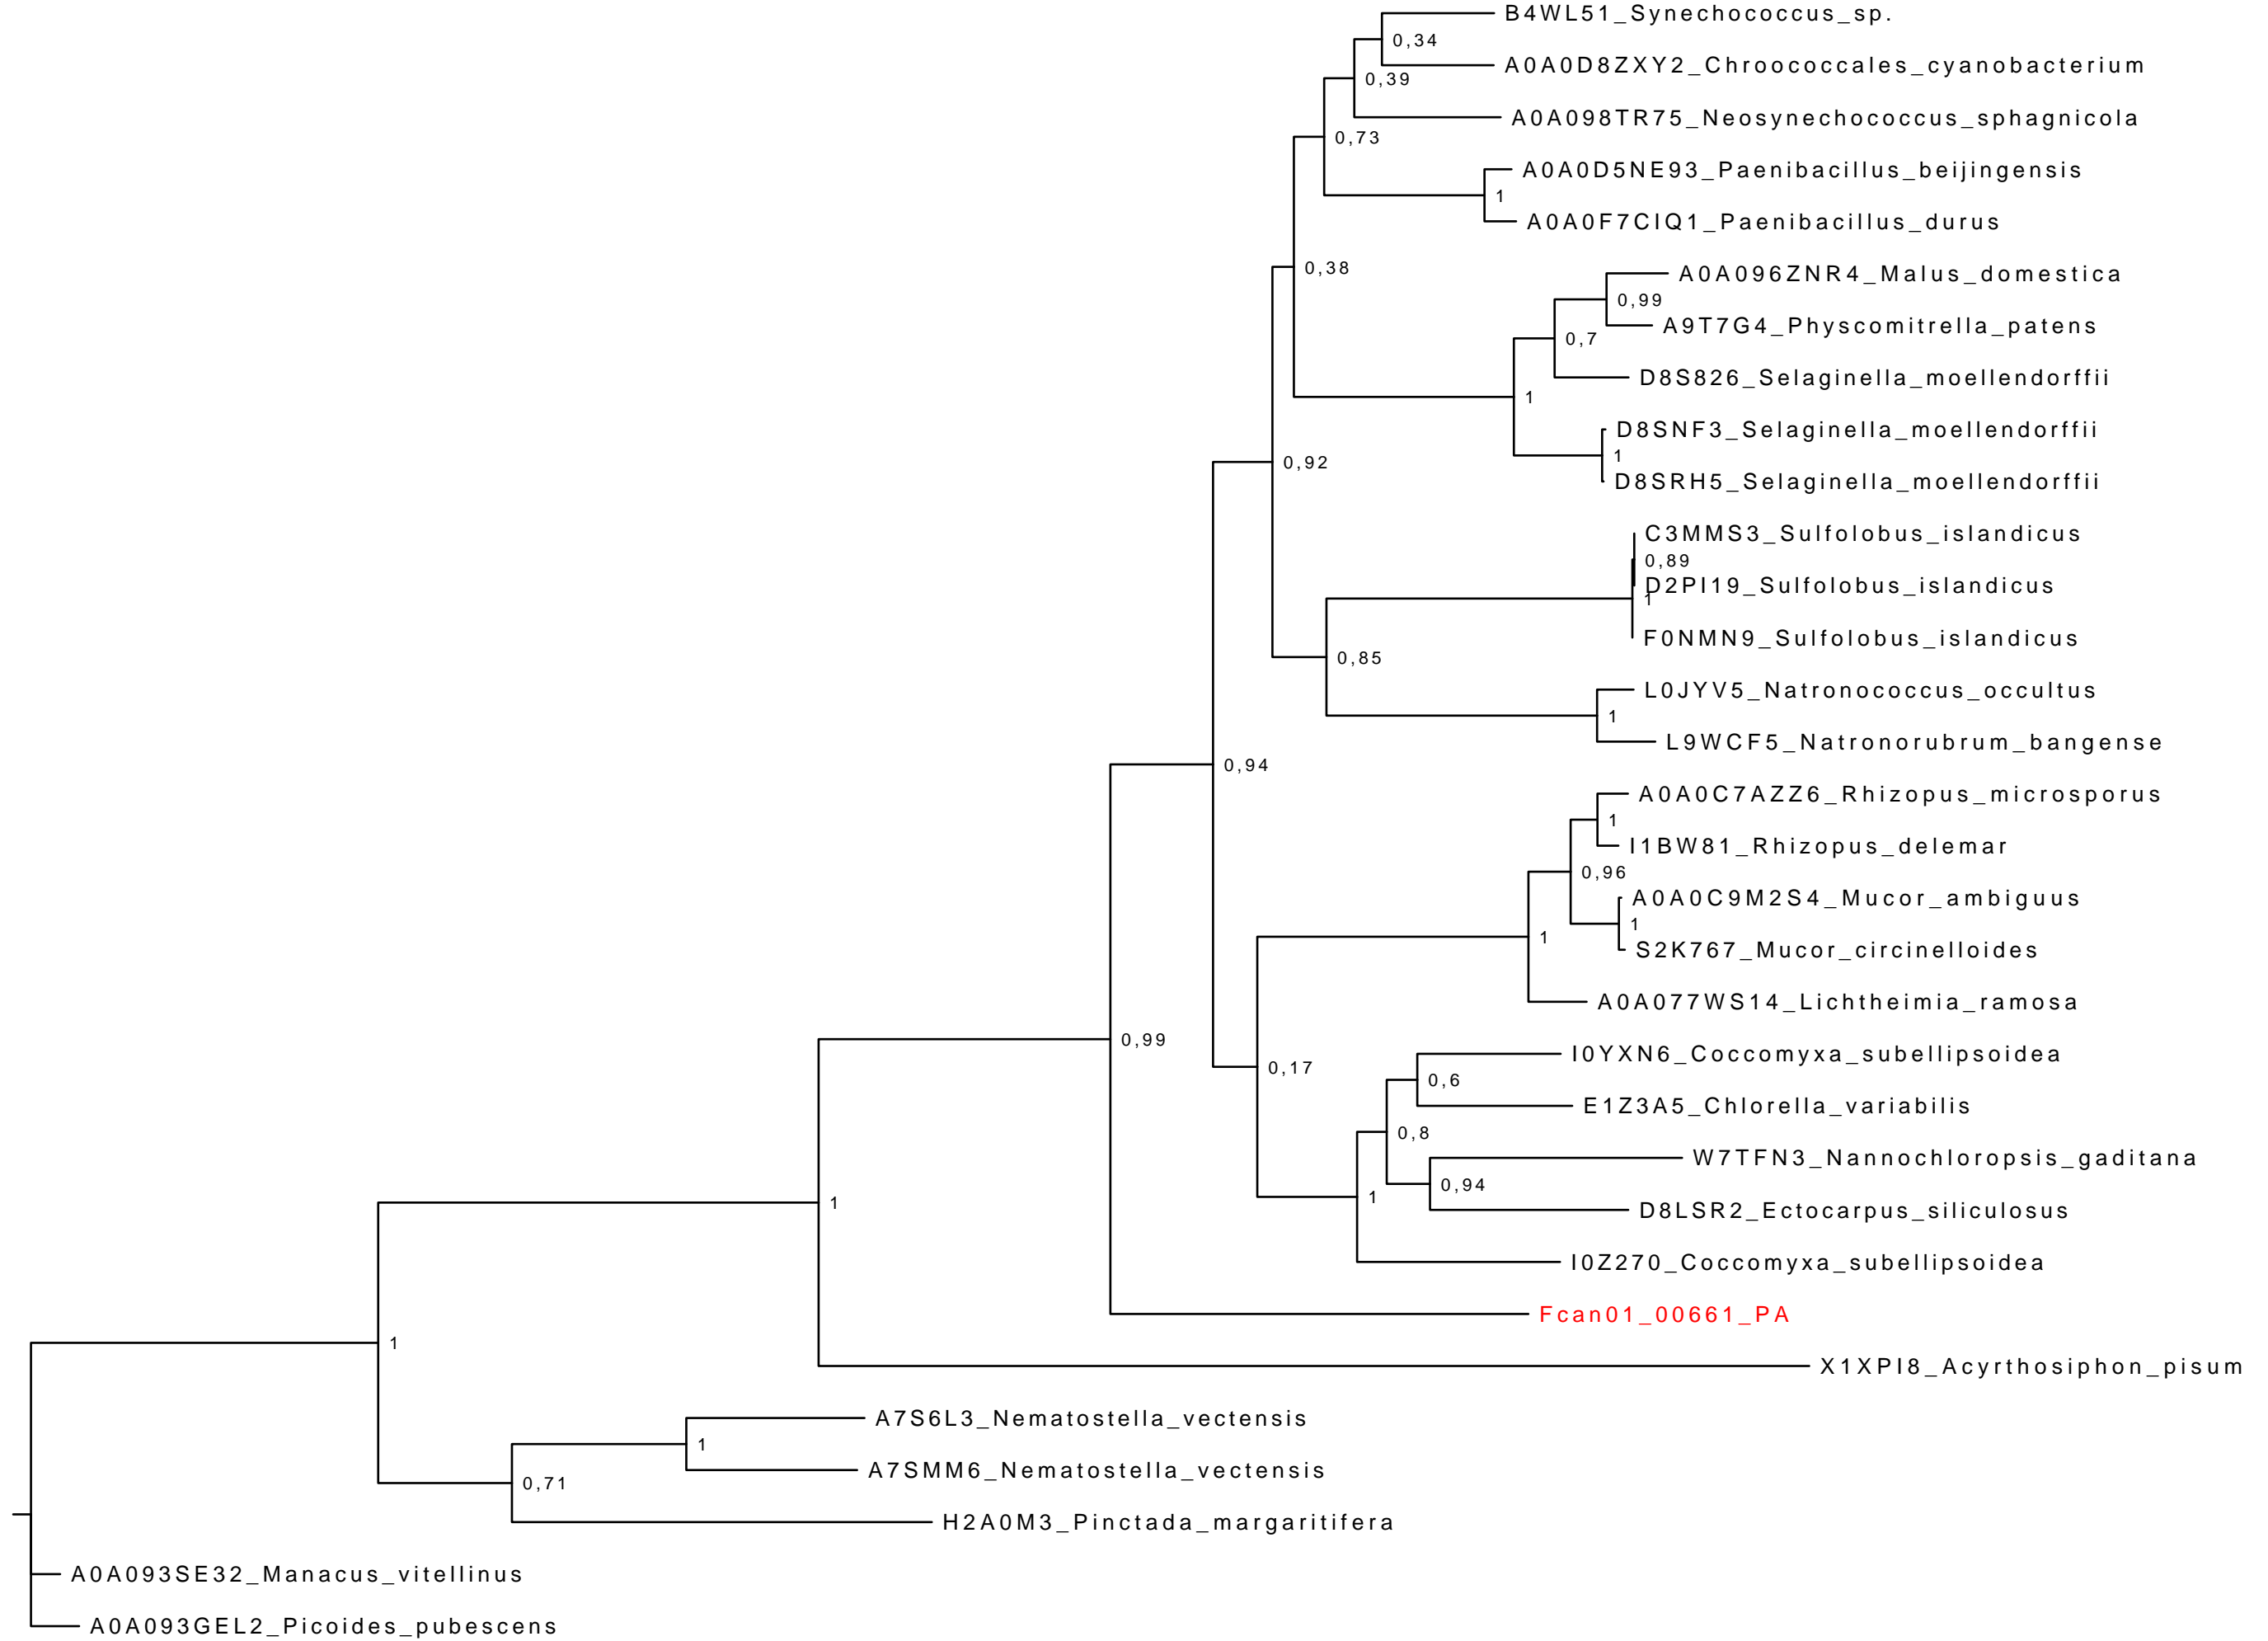 B4WL51_Synechococcus_sp.
0,34
A0A0D8ZXY2_Chroococcales_cyanobacterium
0,39
A0A098TR75_Neosynechococcus_sphagnicola
0,73
A0A0D5NE93_Paenibacillus_beijingensis
1
A0A0F7CIQ1_Paenibacillus_durus
0,38
A0A096ZNR4_Malus_domestica
0,99
A9T7G4_Physcomitrella_patens
0,7
D8S826_Selaginella_moellendorffii
1
D8SNF3_Selaginella_moellendorffii
1
0,92
D8SRH5_Selaginella_moellendorffii
C3MMS3_Sulfolobus_islandicus
0,89
D2PI19_Sulfolobus_islandicus
1
F0NMN9_Sulfolobus_islandicus
0,85
L0JYV5_Natronococcus_occultus
1
L9WCF5_Natronorubrum_bangense
0,94
A0A0C7AZZ6_Rhizopus_microsporus
1
I1BW81_Rhizopus_delemar
0,96
A0A0C9M2S4_Mucor_ambiguus
1
1
S2K767_Mucor_circinelloides
A0A077WS14_Lichtheimia_ramosa
0,99
I0YXN6_Coccomyxa_subellipsoidea
0,17
0,6
E1Z3A5_Chlorella_variabilis
0,8
W7TFN3_Nannochloropsis_gaditana
0,94
1
1
D8LSR2_Ectocarpus_siliculosus
I0Z270_Coccomyxa_subellipsoidea
Fcan01_00661_PA
1
X1XPI8_Acyrthosiphon_pisum
A7S6L3_Nematostella_vectensis
1
A7SMM6_Nematostella_vectensis
0,71
H2A0M3_Pinctada_margaritifera
A0A093SE32_Manacus_vitellinus
A0A093GEL2_Picoides_pubescens